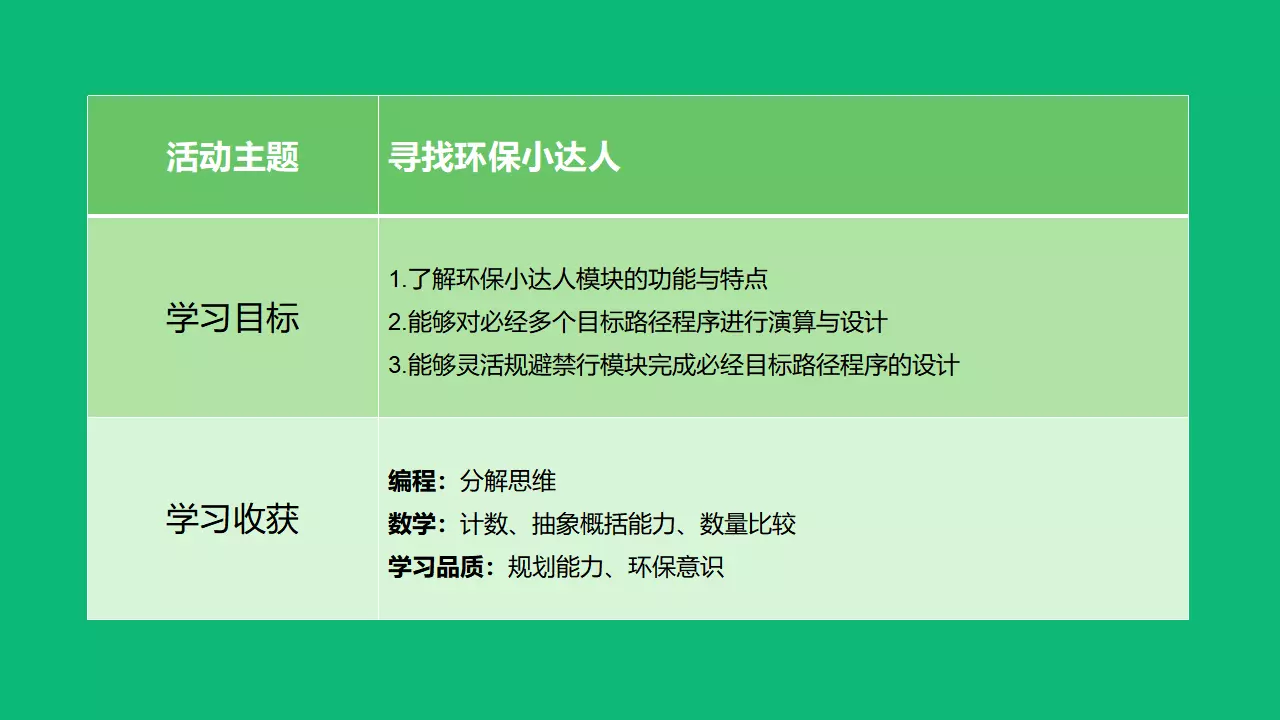 活动主题
寻找环保小达人
学习目标
1.了解环保小达人模块的功能与特点
2.能够对必经多个目标路径程序进行演算与设计
3.能够灵活规避禁行模块完成必经目标路径程序的设计
学习收获
编程：分解思维
数学：计数、抽象概括能力、数量比较
学习品质：规划能力、环保意识